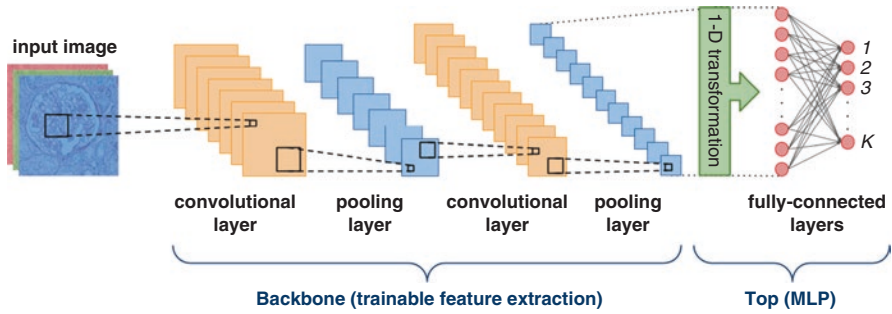 input image
1-D transformation
1
2
3
K
convolutional
layer
pooling
layer
convolutional
layer
pooling
layer
fully-connected
layers
Backbone (trainable feature extraction)
Top (MLP)